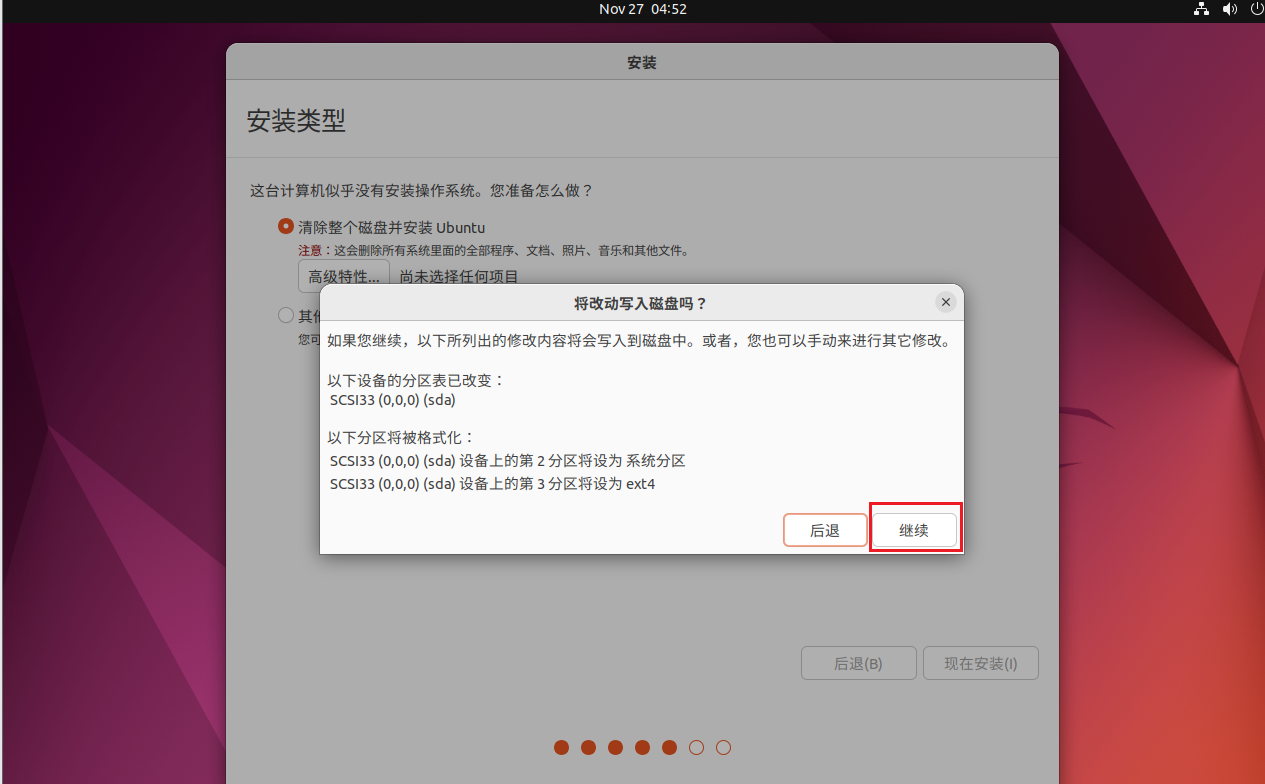 Nov 27 04:52
安装
安装类型
这台计算机似乎没有安装操作系统。您准备怎么做？
清除整个磁盘并安装 Ubuntu
注意：这会删除所有系统里面的全部程序、文档、照片、音乐和其他文件。
高级特性... 尚未选择任何项目
其他
您可
将改动写入磁盘吗？
如果您继续，以下所列出的修改内容将会写入到磁盘中。或者，您也可以手动来进行其它修改。
以下设备的分区表已改变：
SCSI33 (0,0,0) (sda)
以下分区将被格式化：
SCSI33 (0,0,0) (sda) 设备上的第 2 分区将设为 系统分区
SCSI33 (0,0,0) (sda) 设备上的第 3 分区将设为 ext4
后退 继续
后退(B) 现在安装(I)